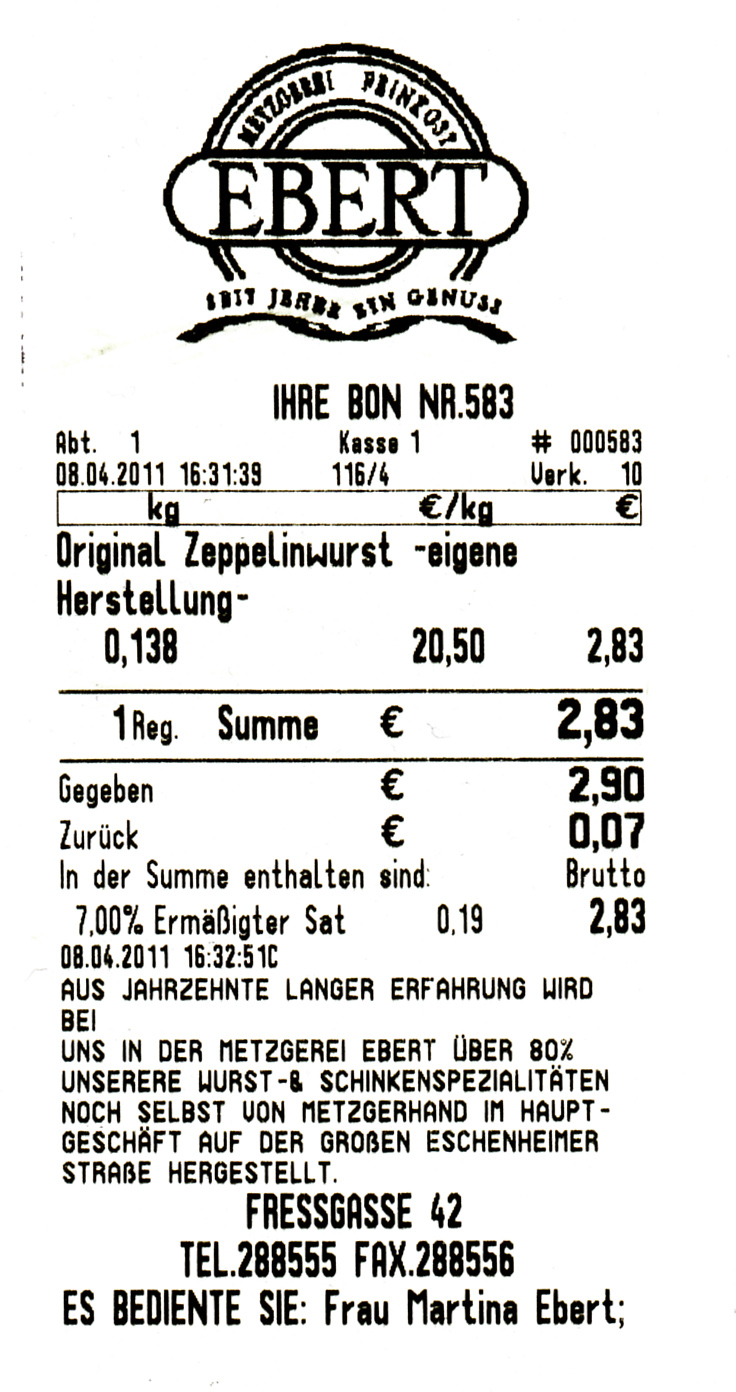 METZGEREI FEINKOST
EBERT
SEIT JEHER EIN GENUSS
IHRE BON NR.583
Abt. 1 Kasse 1 # 000583
08.04.2011 16:31:39 116/4 Verk. 10
kg €/kg €
Original Zeppelinwurst -eigene
Herstellung-
0,138 20,50 2,83
1 Reg. Summe € 2,83
Gegeben € 2,90
Zurück € 0,07
In der Summe enthalten sind: Brutto
7,00% Ermäßigter Sat 0,19 2,83
08.04.2011 16:32:51C
AUS JAHRZEHNTE LANGER ERFAHRUNG WIRD
BEI
UNS IN DER METZGEREI EBERT ÜBER 80%
UNSERERE WURST-& SCHINKENSPEZIALITÄTEN
NOCH SELBST VON METZGERHAND IM HAUPT-
GESCHÄFT AUF DER GROßEN ESCHENHEIMER
STRAßE HERGESTELLT.
FRESSGASSE 42
TEL.288555 FAX.288556
ES BEDIENTE SIE: Frau Martina Ebert;